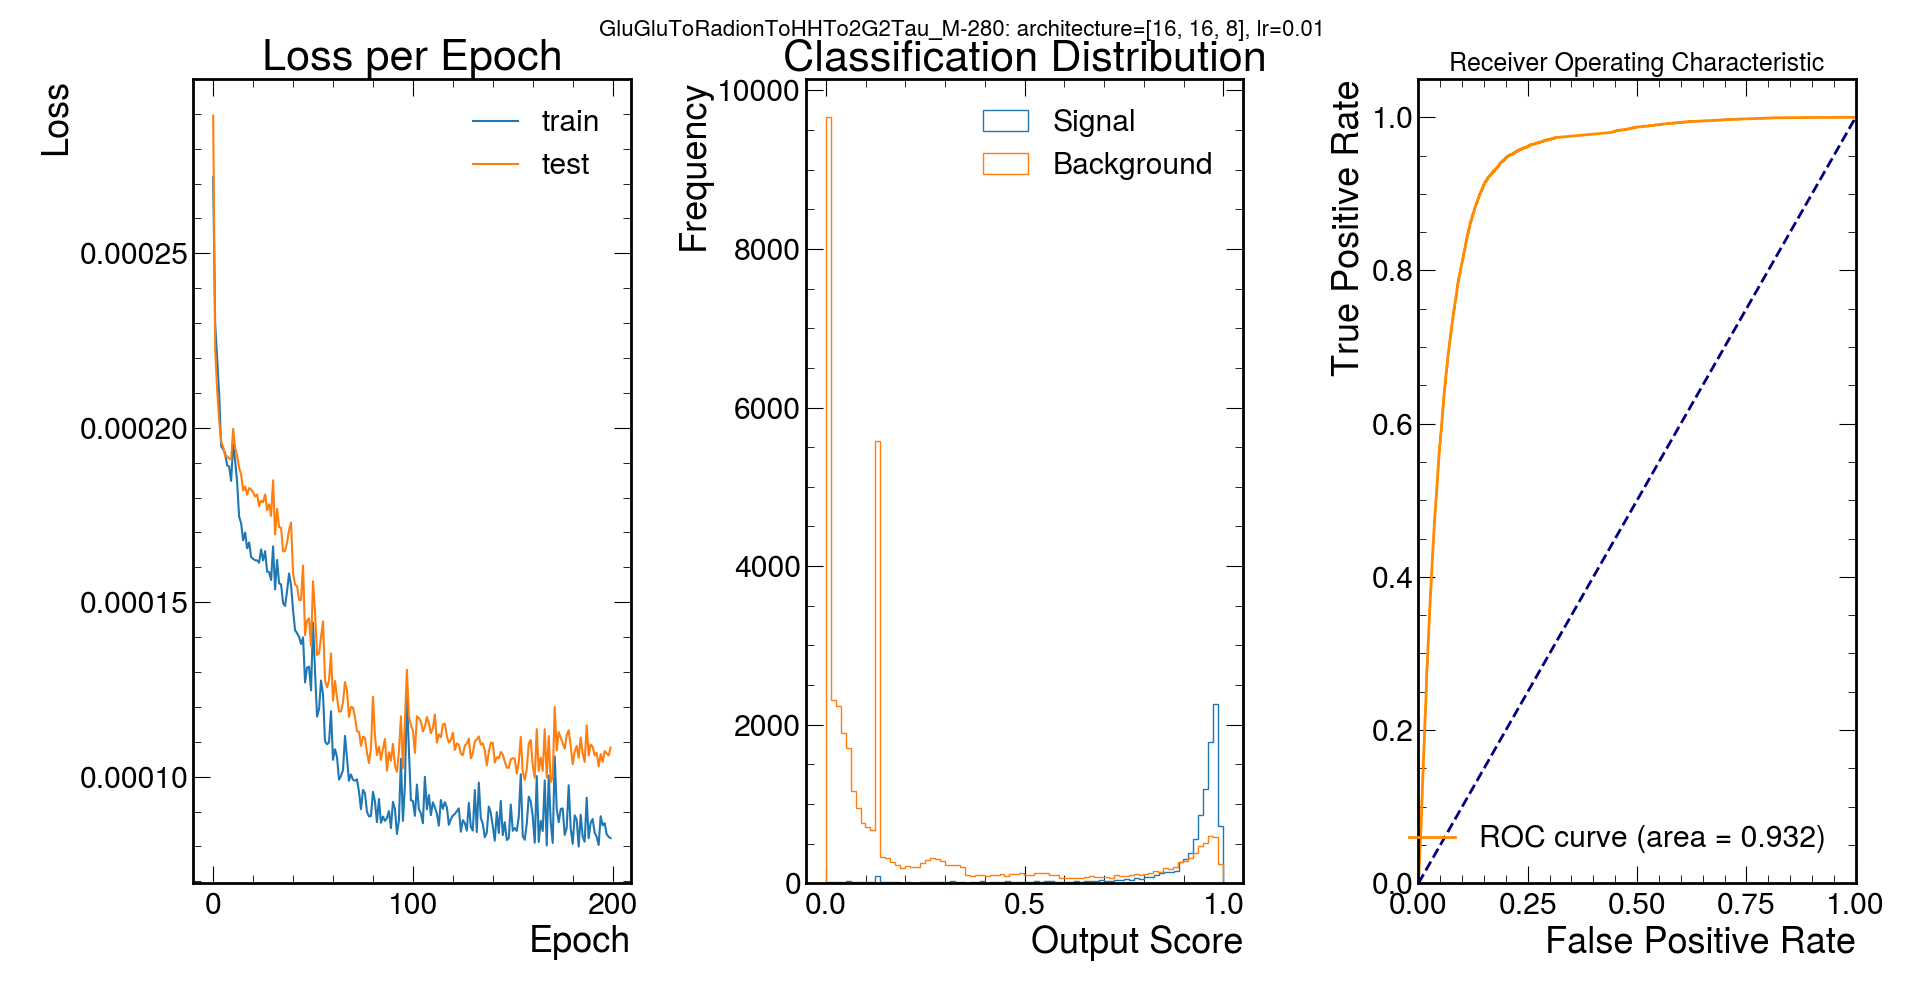 GluGluToRadionToHHTo2G2Tau_M-280: architecture=[16, 16, 8], lr=0.01
Loss per Epoch
Loss
train
test
0.00025
0.00020
0.00015
0.00010
0
100
200
Epoch
Classification Distribution
Frequency
Signal
Background
10000
8000
6000
4000
2000
0
0.0
0.5
1.0
Output Score
Receiver Operating Characteristic
True Positive Rate
1.0
0.8
0.6
0.4
0.2
0.0
ROC curve (area = 0.932)
0.00
0.25
0.50
0.75
1.00
False Positive Rate